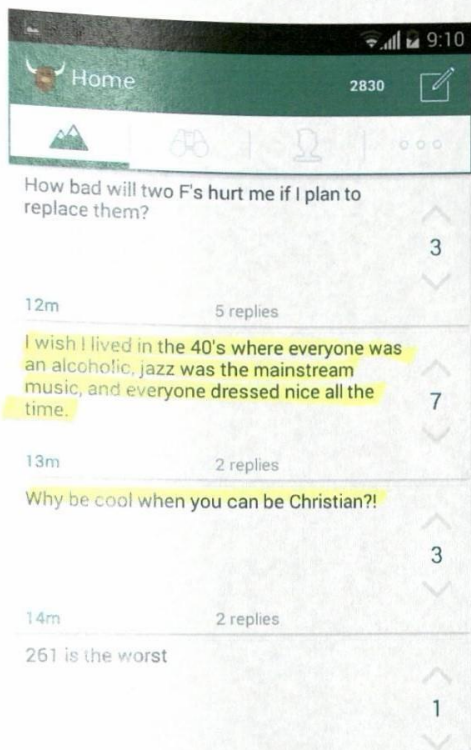 9:10
Home
2830
How bad will two F's hurt me if I plan to
replace them?
3
12m
5 replies
I wish I lived in the 40's where everyone was
an alcoholic, jazz was the mainstream
music, and everyone dressed nice all the
time.
7
13m
2 replies
Why be cool when you can be Christian?!
3
14m
2 replies
261 is the worst
1